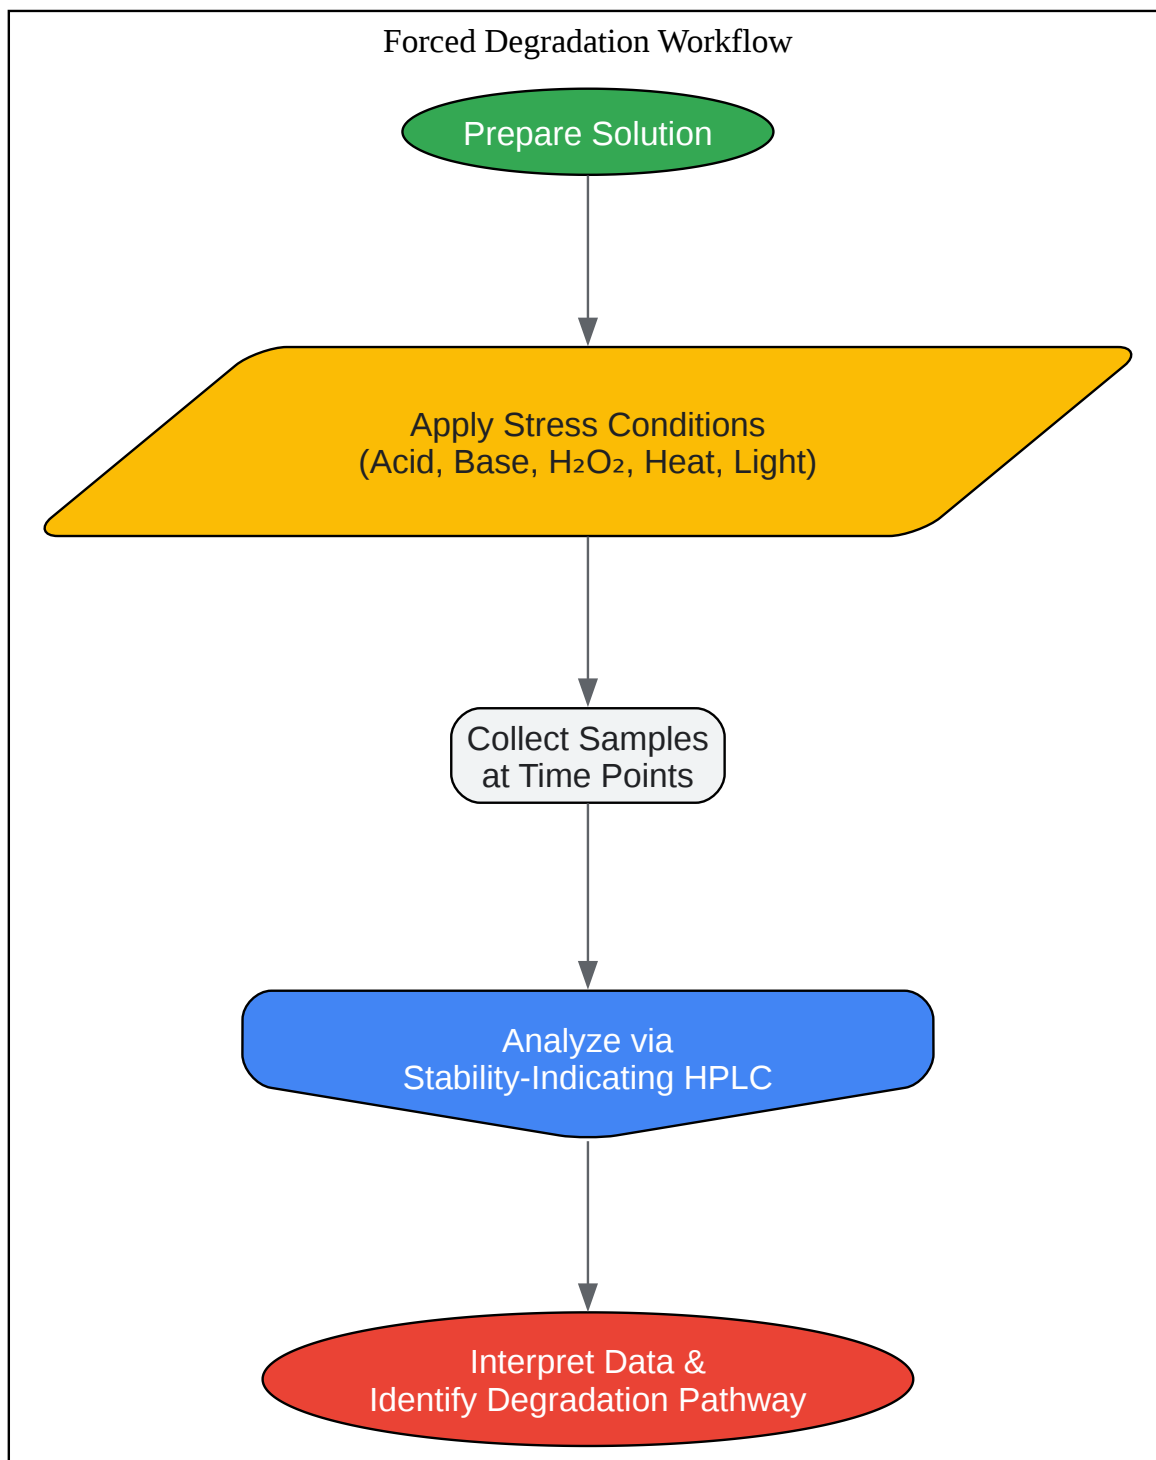 Forced Degradation Workflow
Prepare Solution
Apply Stress Conditions
(Acid, Base, H₂O₂, Heat, Light)
Collect Samples
at Time Points
Analyze via
Stability-Indicating HPLC
Interpret Data &
Identify Degradation Pathway